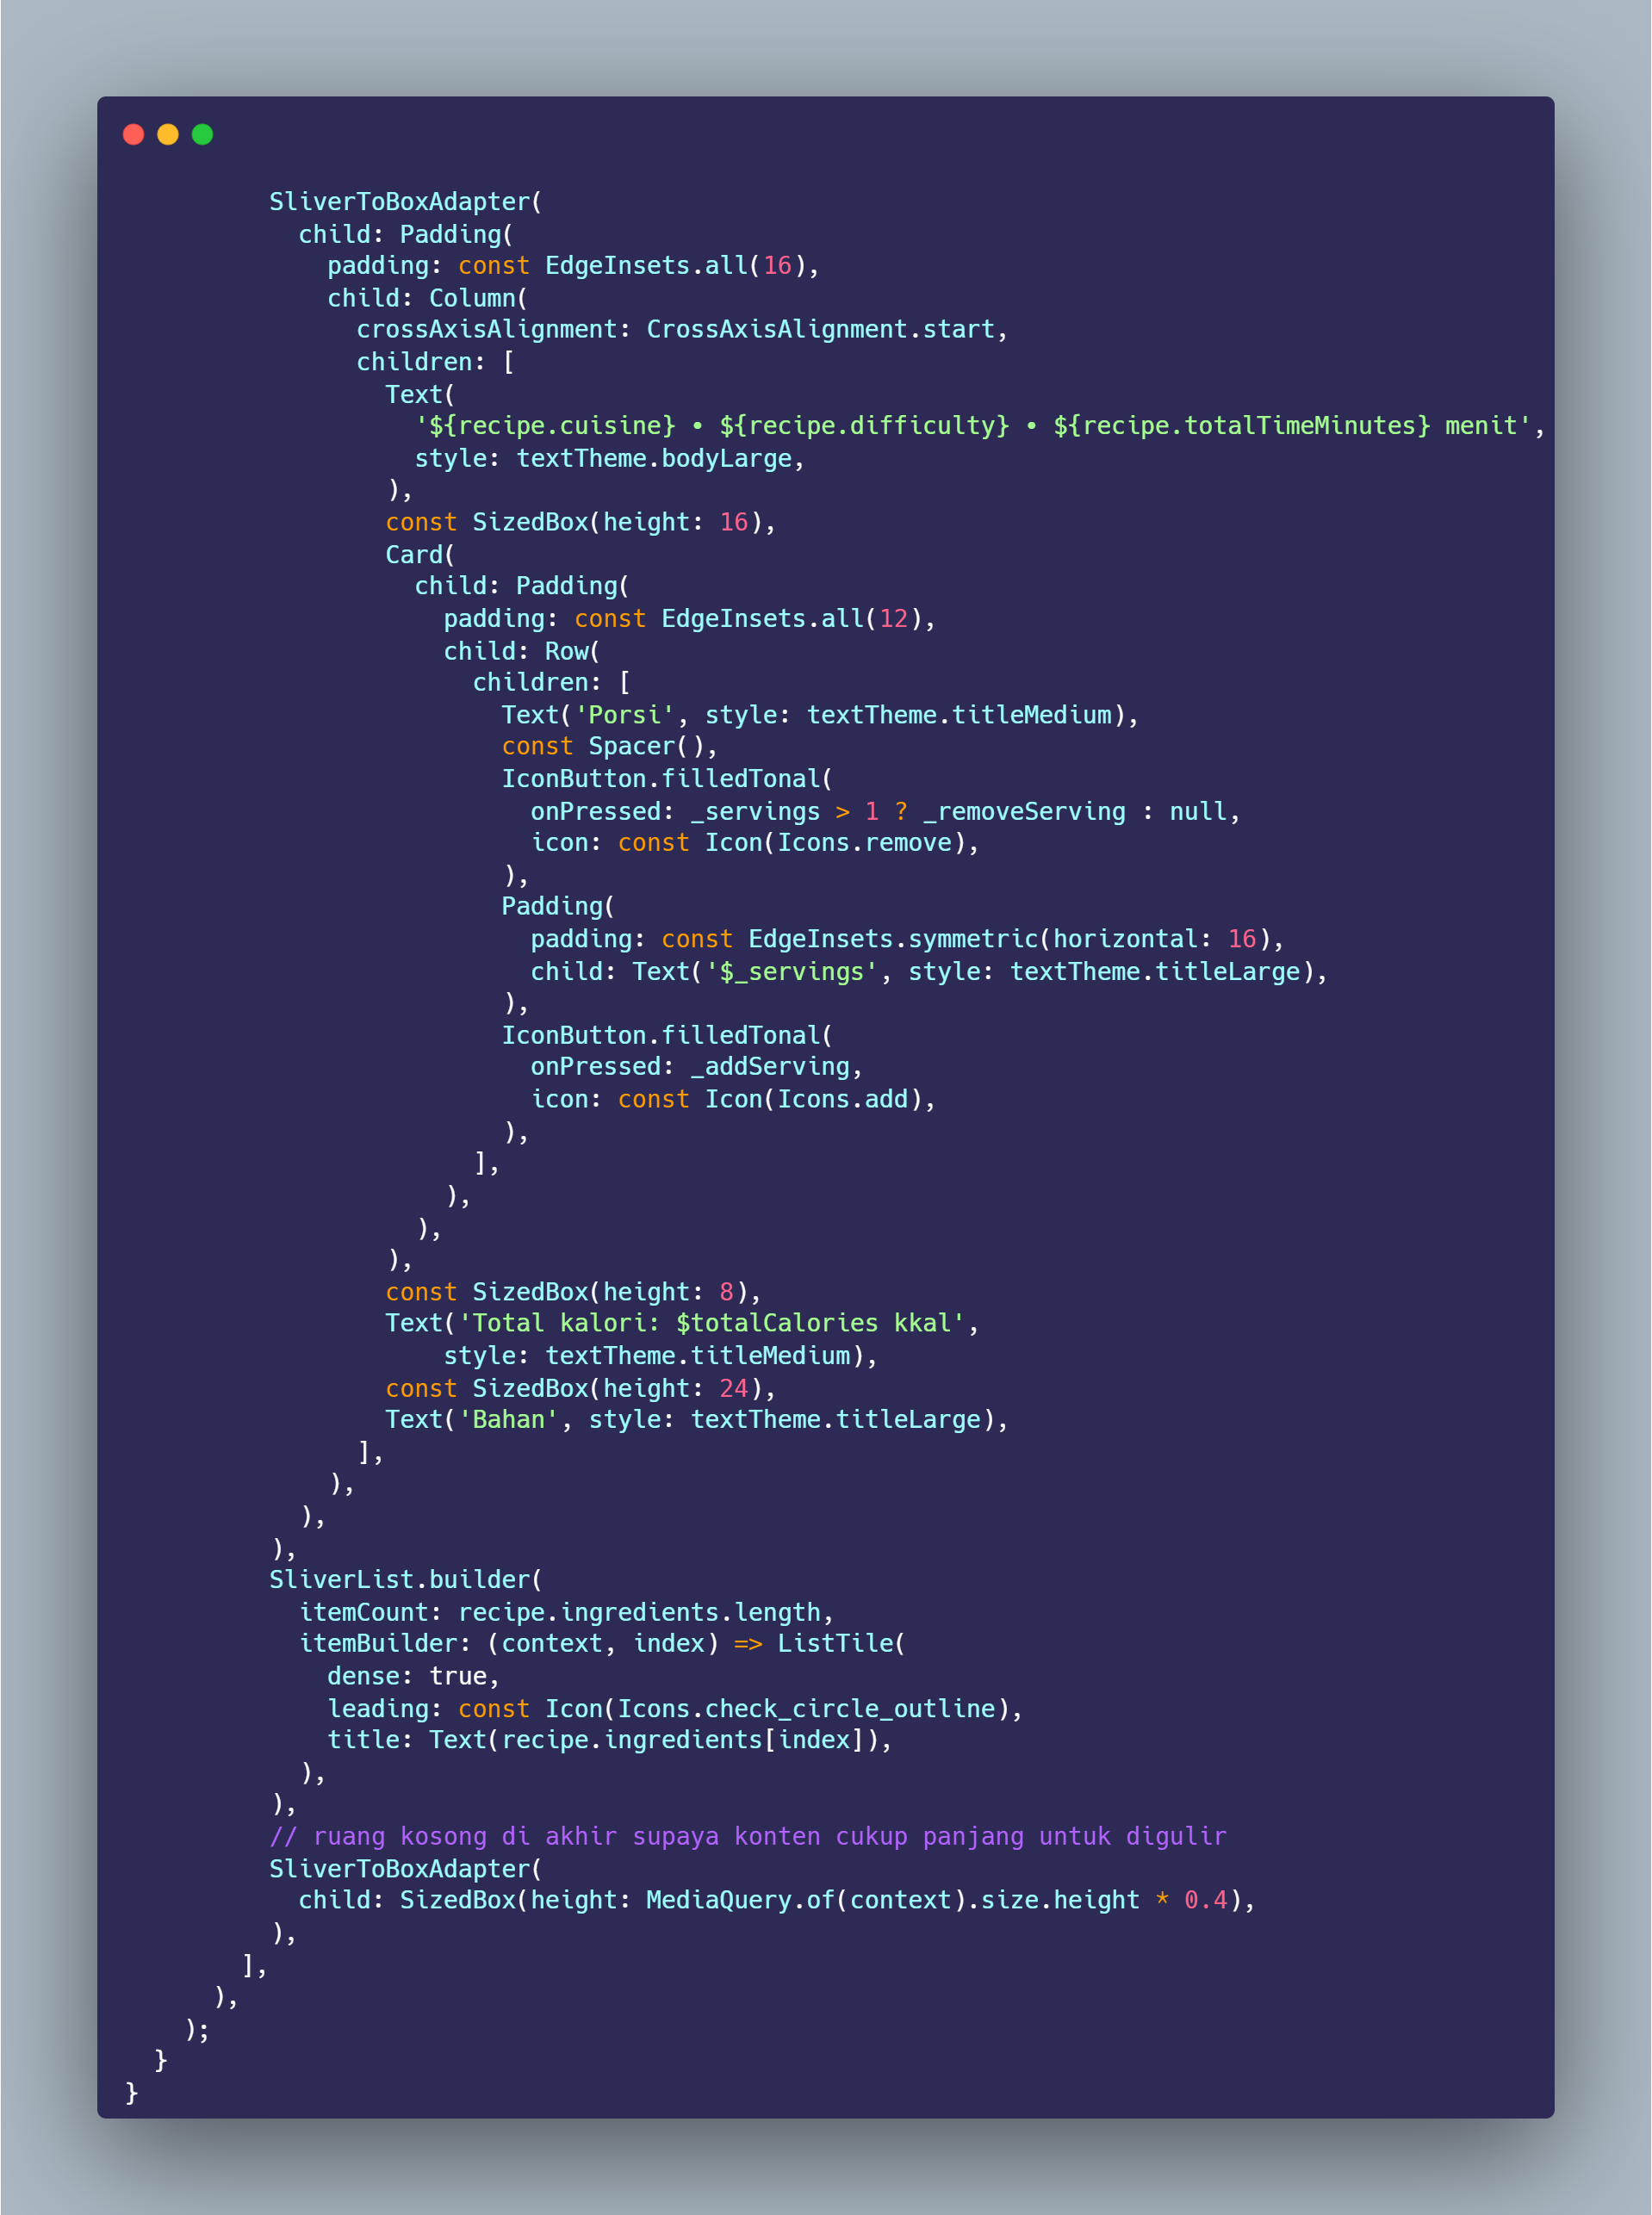 SliverToBoxAdapter(
child: Padding(
padding: const EdgeInsets.all(16),
child: Column(
crossAxisAlignment: CrossAxisAlignment.start,
children: [
Text(
'${recipe.cuisine} • ${recipe.difficulty} • ${recipe.totalTimeMinutes} menit',
style: textTheme.bodyLarge,
),
const SizedBox(height: 16),
Card(
child: Padding(
padding: const EdgeInsets.all(12),
child: Row(
children: [
Text('Porsi', style: textTheme.titleMedium),
const Spacer(),
IconButton.filledTonal(
onPressed: _servings > 1 ? _removeServing : null,
icon: const Icon(Icons.remove),
),
Padding(
padding: const EdgeInsets.symmetric(horizontal: 16),
child: Text('$_servings', style: textTheme.titleLarge),
),
IconButton.filledTonal(
onPressed: _addServing,
icon: const Icon(Icons.add),
),
],
),
),
),
const SizedBox(height: 8),
Text('Total kalori: $totalCalories kkal',
style: textTheme.titleMedium),
const SizedBox(height: 24),
Text('Bahan', style: textTheme.titleLarge),
],
),
),
),
SliverList.builder(
itemCount: recipe.ingredients.length,
itemBuilder: (context, index) => ListTile(
dense: true,
leading: const Icon(Icons.check_circle_outline),
title: Text(recipe.ingredients[index]),
),
),
// ruang kosong di akhir supaya konten cukup panjang untuk digulir
SliverToBoxAdapter(
child: SizedBox(height: MediaQuery.of(context).size.height * 0.4),
),
],
),
);
}
}